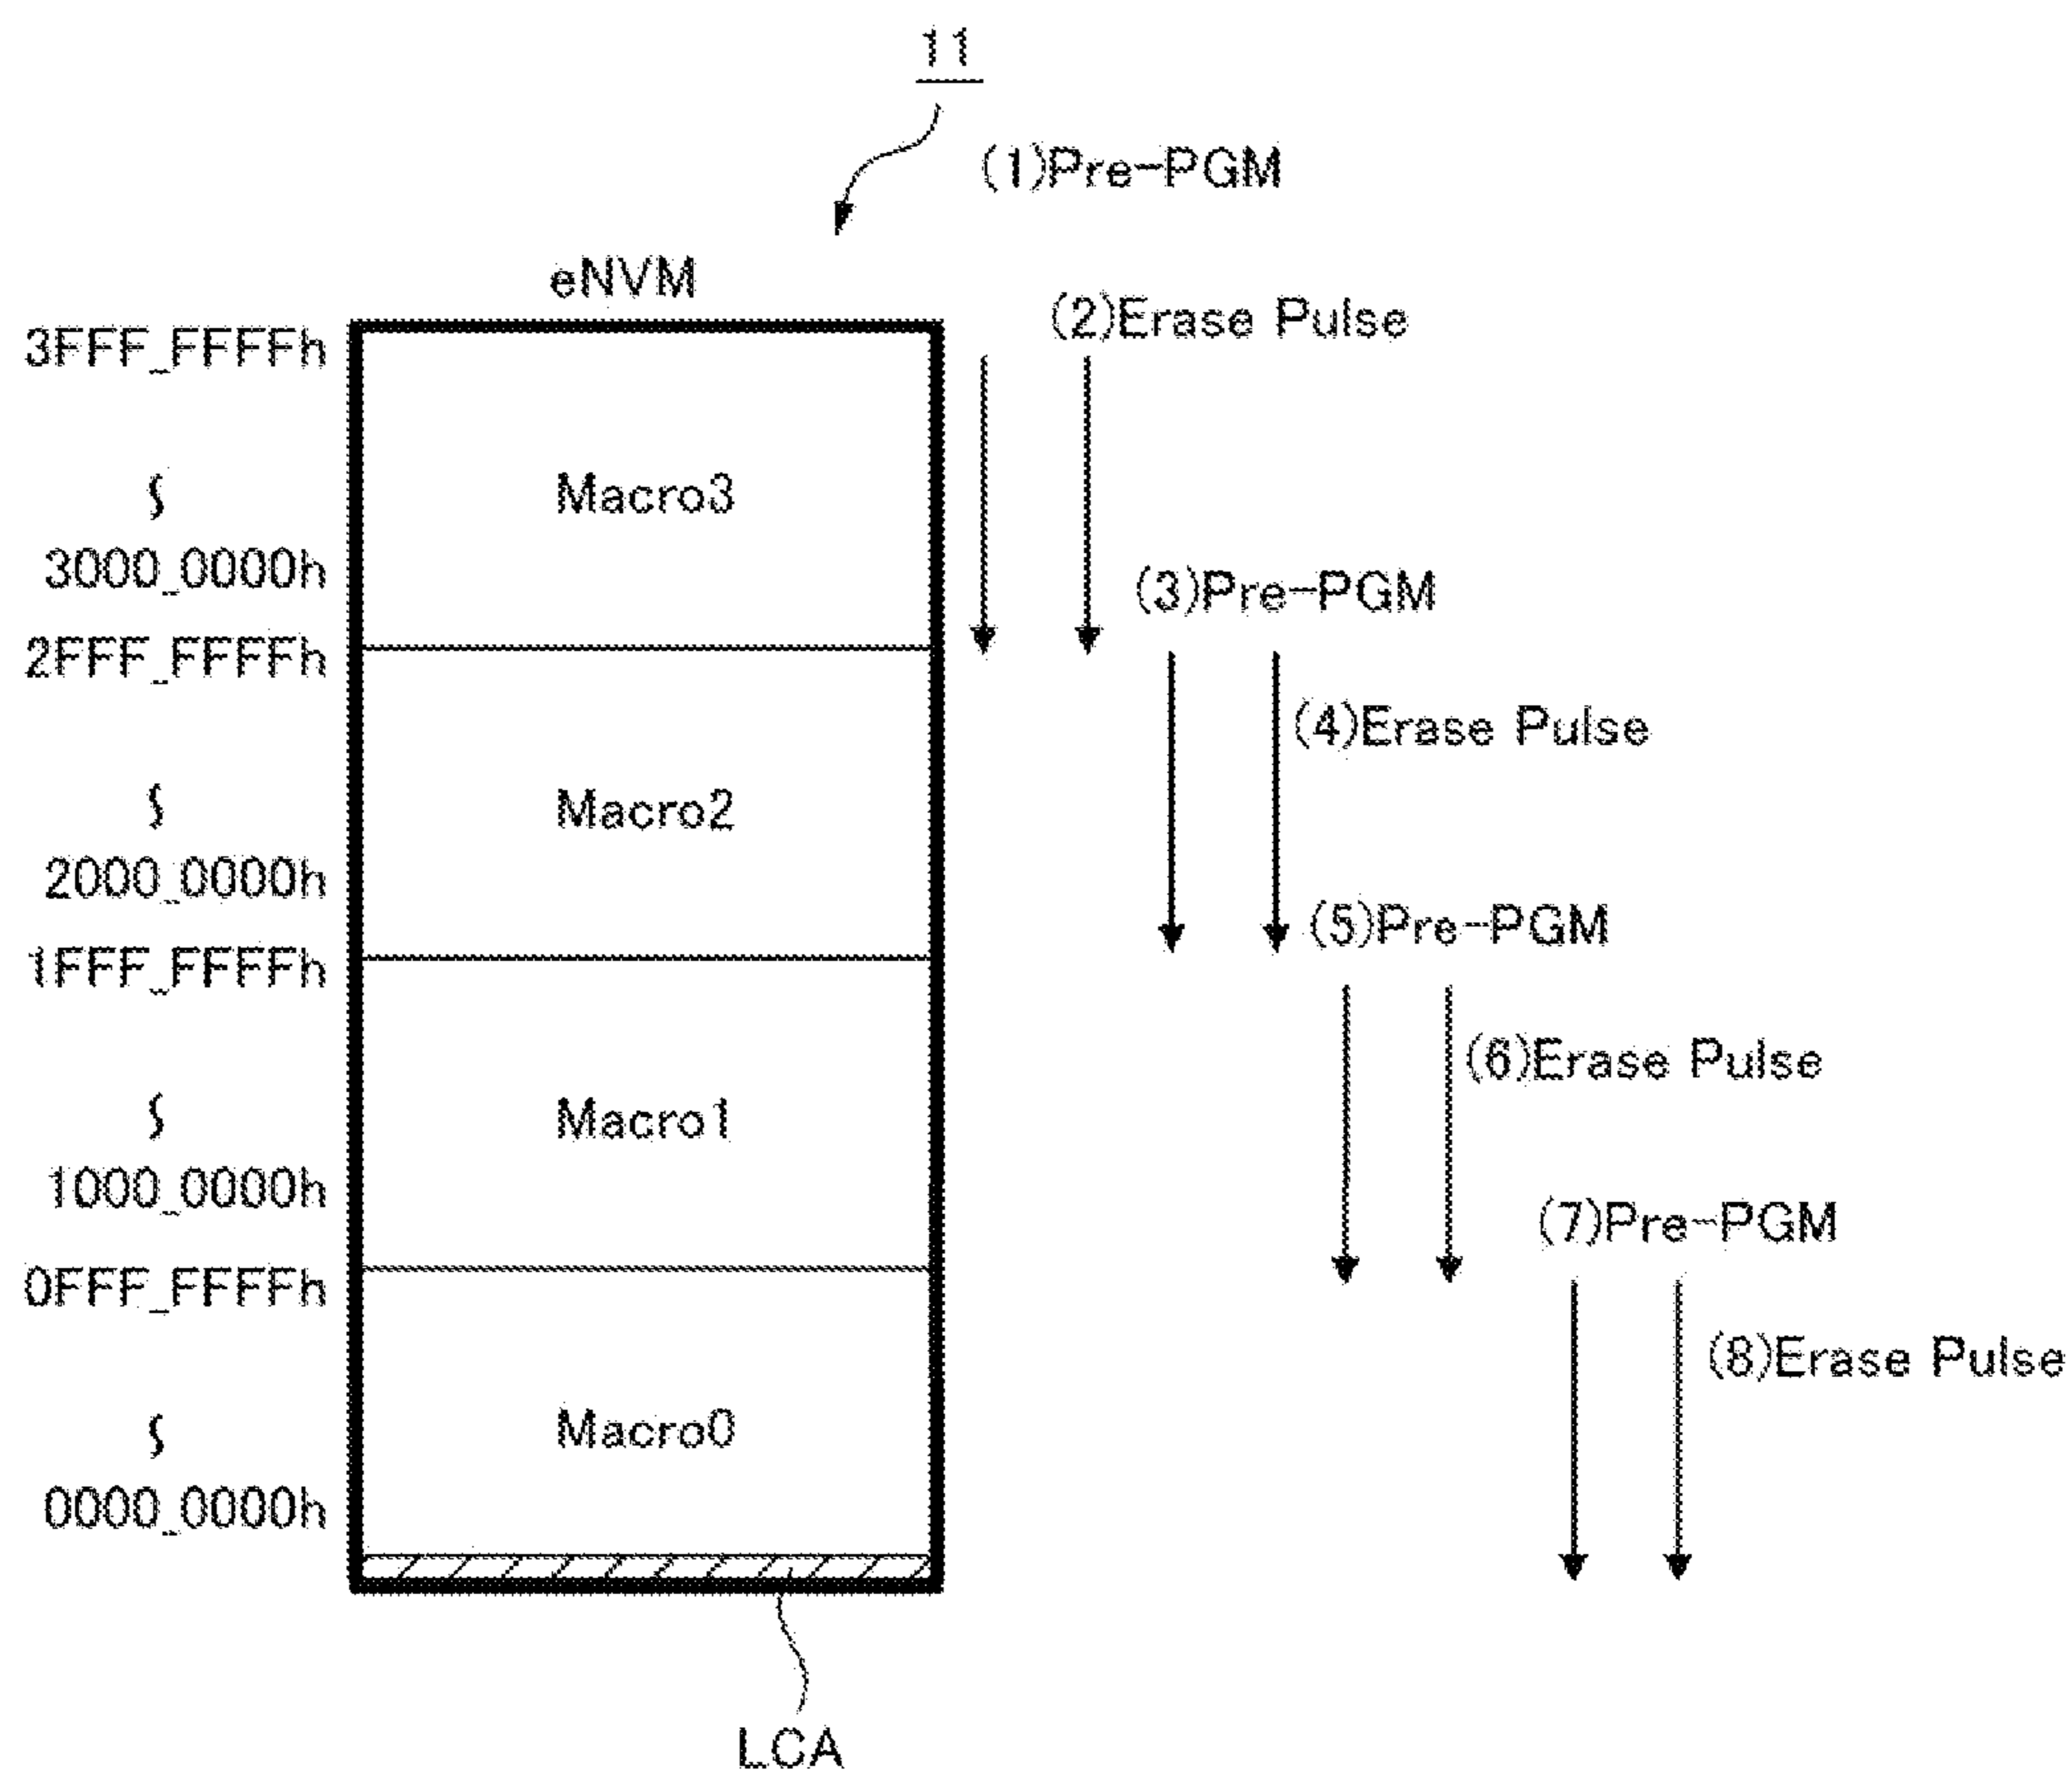 11
(1)Pre-PGM
eNVM
(2)Erase Pulse
3FFF_FFFFh
Macro3
3000_0000h
(3)Pre-PGM
2FFF_FFFFh
(4)Erase Pulse
Macro2
2000_0000h
(5)Pre-PGM
1FFF_FFFFh
(6)Erase Pulse
Macro1
1000_0000h
(7)Pre-PGM
0FFF_FFFFh
(8)Erase Pulse
Macro0
0000_0000h
LCA